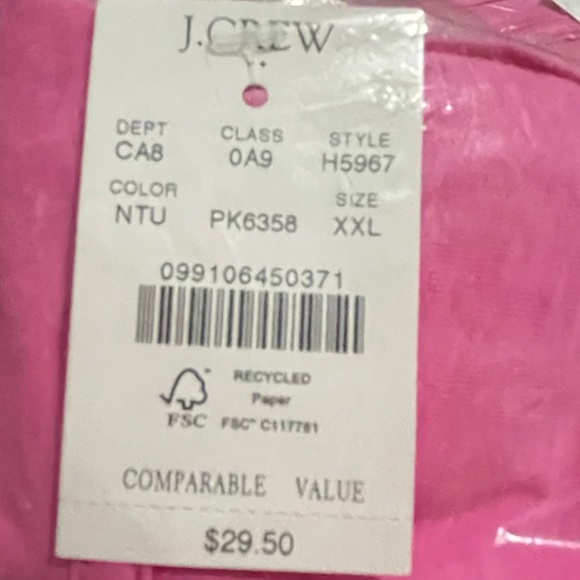 J.CREW
DEPT CLASS STYLE
CA8 0A9 H5967
COLOR SIZE
NTU PK6358 XXL
099106450371
RECYCLED
Paper
FSC FSC™ C117781
COMPARABLE VALUE
$29.50